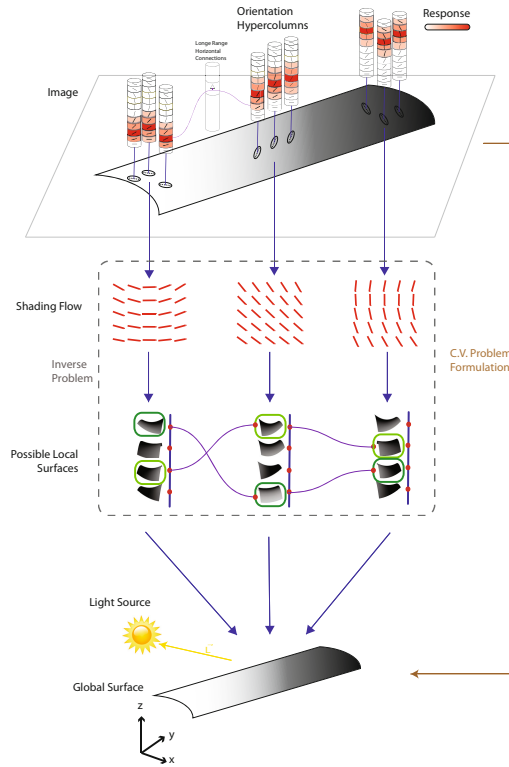 Orientation
Hypercolumns
Response
Longe Range
Horizontal
Connections
Image
Shading Flow
Inverse
Problem
C.V. Problem
Formulation
Possible Local
Surfaces
Light Source
Global Surface
z
y
x